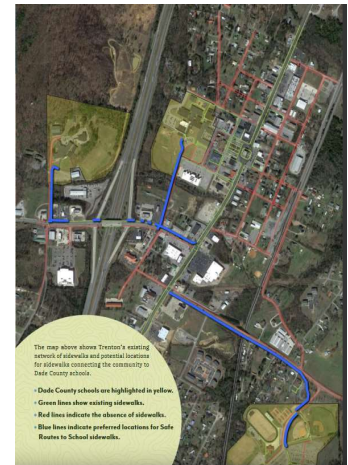 The map above shows Trenton's existing
network of sidewalks and potential locations
for sidewalks connecting the community to
Dade County schools.
• Dade County schools are highlighted in yellow.
• Green lines show existing sidewalks.
• Red lines indicate the absence of sidewalks.
• Blue lines indicate preferred locations for Safe
Routes to School sidewalks.